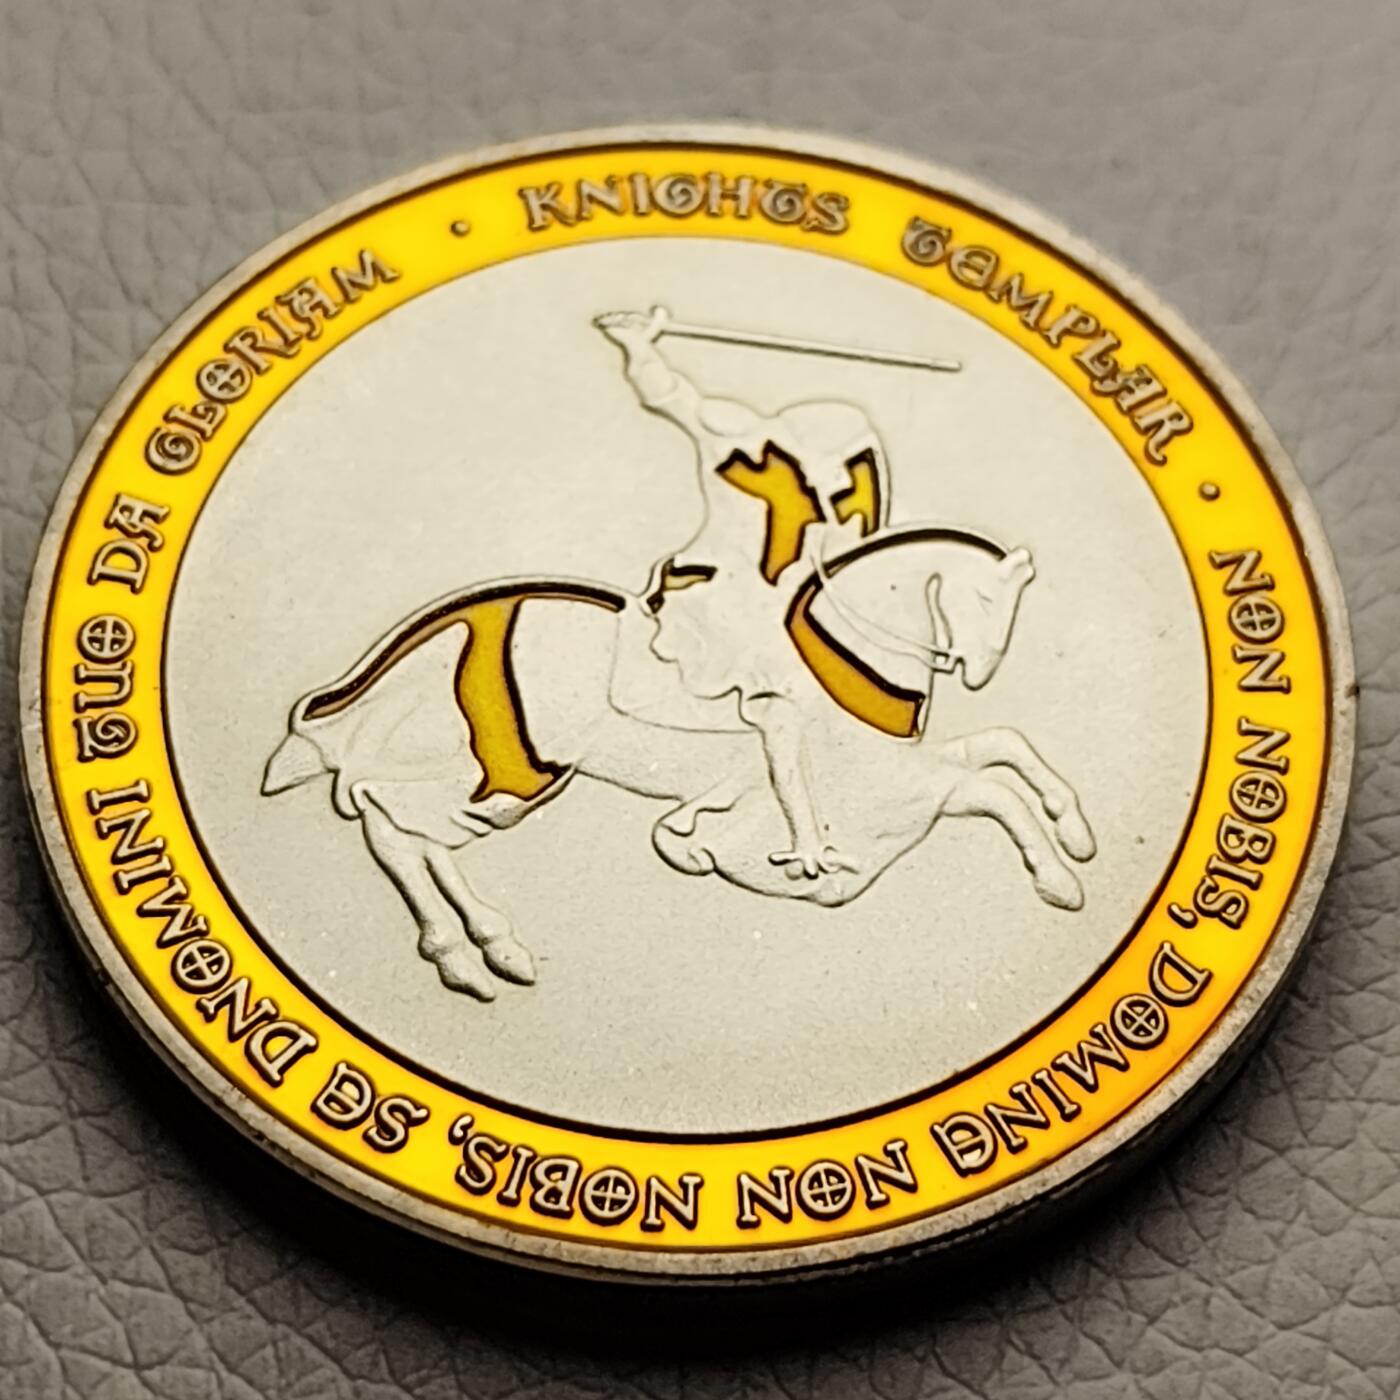 KNIGHTS TEMPLAR
NON NOBIS, DOMINE NON NOBIS, SE DNOMINI TUO DA GLORIAM